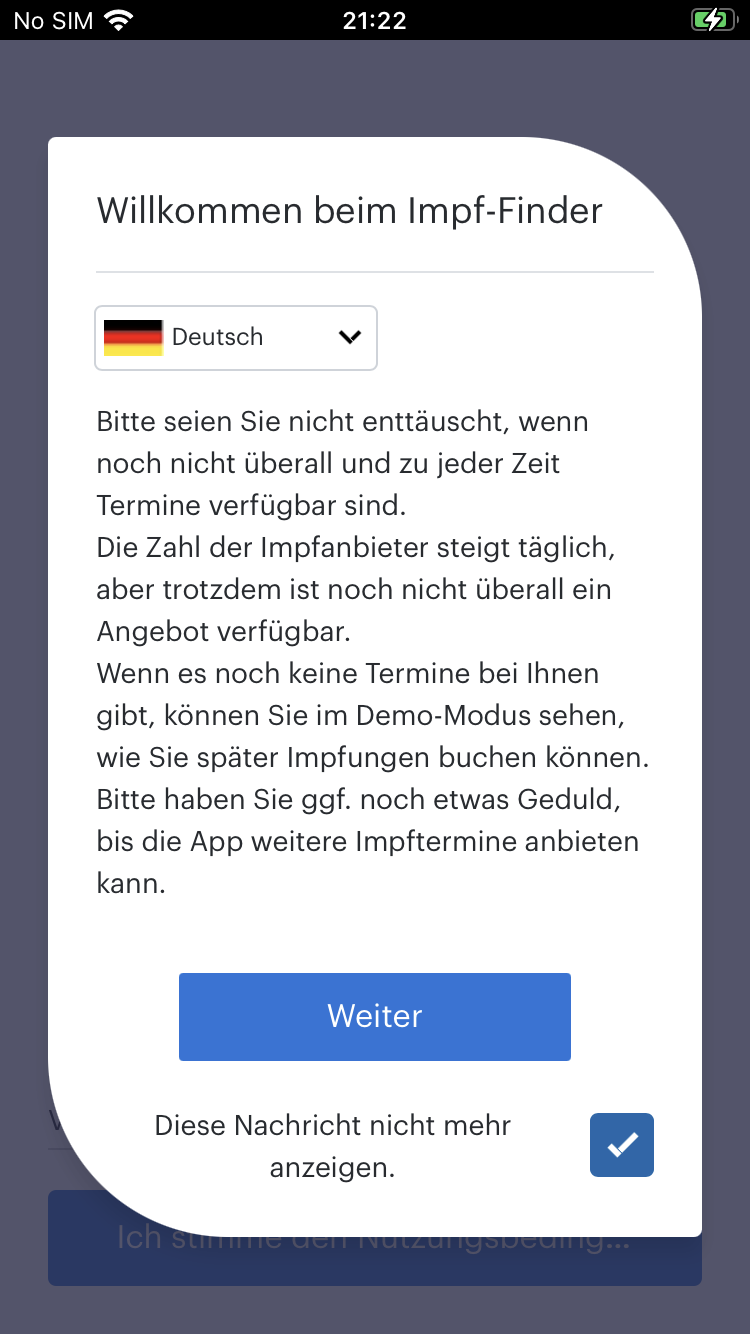 No SIM
21:22
Willkommen beim Impf-Finder
Deutsch
Bitte seien Sie nicht enttäuscht, wenn
noch nicht überall und zu jeder Zeit
Termine verfügbar sind.
Die Zahl der Impfanbieter steigt täglich,
aber trotzdem ist noch nicht überall ein
Angebot verfügbar.
Wenn es noch keine Termine bei Ihnen
gibt, können Sie im Demo-Modus sehen,
wie Sie später Impfungen buchen können.
Bitte haben Sie ggf. noch etwas Geduld,
bis die App weitere Impftermine anbieten
kann.
Weiter
Diese Nachricht nicht mehr
anzeigen.
Ich stimme den Nutzungsbeding...